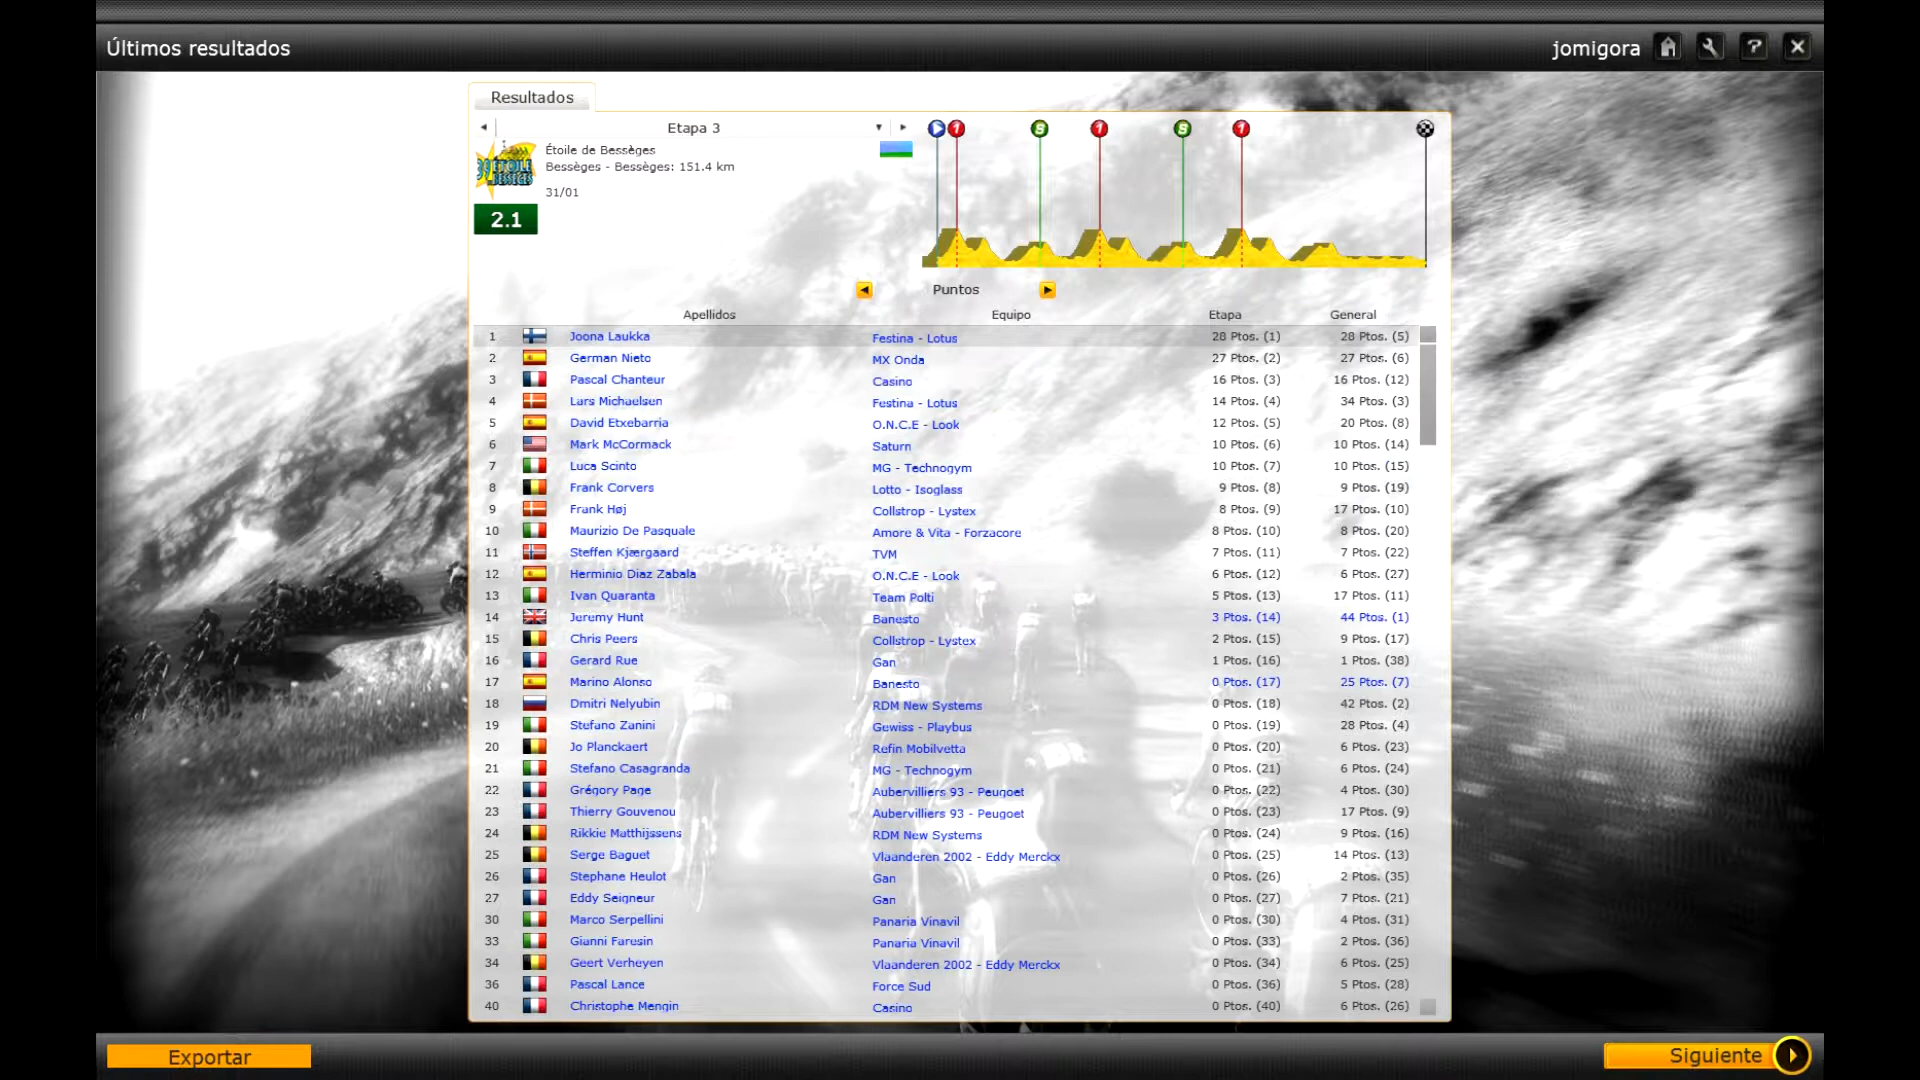 Últimos resultados
jomigora
Resultados
Etapa 3
Étoile de Bessèges
Bessèges - Bessèges: 151.4 km
31/01
2.1
1 S 1 S 1
Puntos
Apellidos Equipo Etapa General
1 Joona Laukka Festina - Lotus 28 Ptos. (1) 28 Ptos. (5)
2 German Nieto MX Onda 27 Ptos. (2) 27 Ptos. (6)
3 Pascal Chanteur Casino 16 Ptos. (3) 16 Ptos. (12)
4 Lars Michaelsen Festina - Lotus 14 Ptos. (4) 34 Ptos. (3)
5 David Etxebarria O.N.C.E - Look 12 Ptos. (5) 20 Ptos. (8)
6 Mark McCormack Saturn 10 Ptos. (6) 10 Ptos. (14)
7 Luca Scinto MG - Technogym 10 Ptos. (7) 10 Ptos. (15)
8 Frank Corvers Lotto - Isoglass 9 Ptos. (8) 9 Ptos. (19)
9 Frank Høj Collstrop - Lystex 8 Ptos. (9) 17 Ptos. (10)
10 Maurizio De Pasquale Amore & Vita - Forzacore 8 Ptos. (10) 8 Ptos. (20)
11 Steffen Kjærgaard TVM 7 Ptos. (11) 7 Ptos. (22)
12 Herminio Diaz Zabala O.N.C.E - Look 6 Ptos. (12) 6 Ptos. (27)
13 Ivan Quaranta Team Polti 5 Ptos. (13) 17 Ptos. (11)
14 Jeremy Hunt Banesto 3 Ptos. (14) 44 Ptos. (1)
15 Chris Peers Collstrop - Lystex 2 Ptos. (15) 9 Ptos. (17)
16 Gerard Rue Gan 1 Ptos. (16) 1 Ptos. (38)
17 Marino Alonso Banesto 0 Ptos. (17) 25 Ptos. (7)
18 Dmitri Nelyubin RDM New Systems 0 Ptos. (18) 42 Ptos. (2)
19 Stefano Zanini Gewiss - Playbus 0 Ptos. (19) 28 Ptos. (4)
20 Jo Planckaert Refin Mobilvetta 0 Ptos. (20) 6 Ptos. (23)
21 Stefano Casagranda MG - Technogym 0 Ptos. (21) 6 Ptos. (24)
22 Grégory Page Aubervilliers 93 - Peugoet 0 Ptos. (22) 4 Ptos. (30)
23 Thierry Gouvenou Aubervilliers 93 - Peugoet 0 Ptos. (23) 17 Ptos. (9)
24 Rikkie Matthijssens RDM New Systems 0 Ptos. (24) 9 Ptos. (16)
25 Serge Baguet Vlaanderen 2002 - Eddy Merckx 0 Ptos. (25) 14 Ptos. (13)
26 Stephane Heulot Gan 0 Ptos. (26) 2 Ptos. (35)
27 Eddy Seigneur Gan 0 Ptos. (27) 7 Ptos. (21)
30 Marco Serpellini Panaria Vinavil 0 Ptos. (30) 4 Ptos. (31)
33 Gianni Faresin Panaria Vinavil 0 Ptos. (33) 2 Ptos. (36)
34 Geert Verheyen Vlaanderen 2002 - Eddy Merckx 0 Ptos. (34) 6 Ptos. (25)
36 Pascal Lance Force Sud 0 Ptos. (36) 5 Ptos. (28)
40 Christophe Mengin Casino 0 Ptos. (40) 6 Ptos. (26)
Exportar
Siguiente